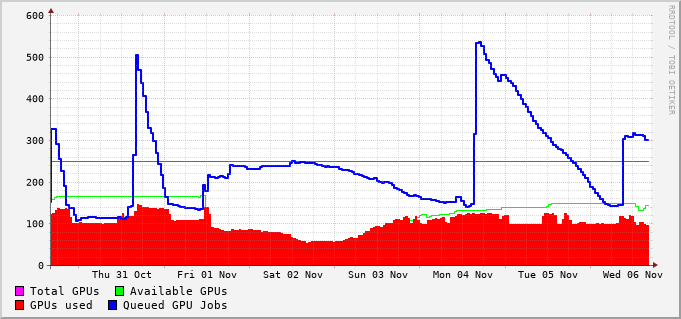 600
500
400
300
200
100
0
Thu 31 Oct Fri 01 Nov Sat 02 Nov Sun 03 Nov Mon 04 Nov Tue 05 Nov Wed 06 Nov
Total GPUs Available GPUs
GPUs used Queued GPU Jobs
RRDTOOL / TOBI OETIKER